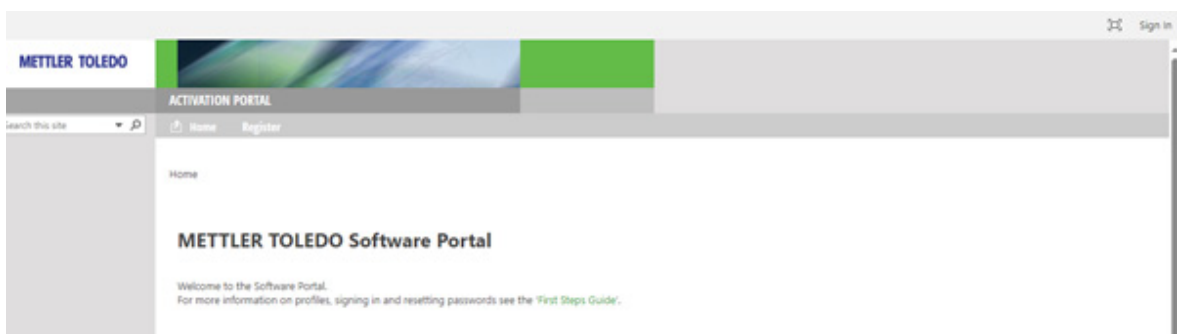 Sign In
METTLER TOLEDO
ACTIVATION PORTAL
Search this site
Home Register
Home
METTLER TOLEDO Software Portal
Welcome to the Software Portal.
For more information on profiles, signing in and resetting passwords see the 'First Steps Guide'.